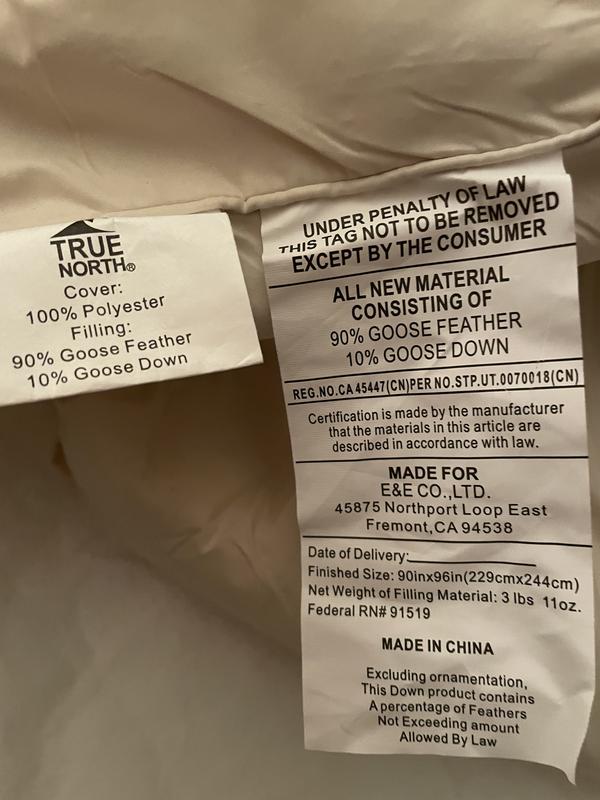 TRUE
NORTH®
Cover:
100% Polyester
Filling:
90% Goose Feather
10% Goose Down
UNDER PENALTY OF LAW
THIS TAG NOT TO BE REMOVED
EXCEPT BY THE CONSUMER
ALL NEW MATERIAL
CONSISTING OF
90% GOOSE FEATHER
10% GOOSE DOWN
REG.NO.CA 45447(CN)PER NO.STP.UT.0070018(CN)
Certification is made by the manufacturer
that the materials in this article are
described in accordance with law.
MADE FOR
E&E CO.,LTD.
45875 Northport Loop East
Fremont,CA 94538
Date of Delivery:
Finished Size: 90inx96in(229cmx244cm)
Net Weight of Filling Material: 3 lbs 11oz.
Federal RN# 91519
MADE IN CHINA
Excluding ornamentation,
This Down product contains
A percentage of Feathers
Not Exceeding amount
Allowed By Law